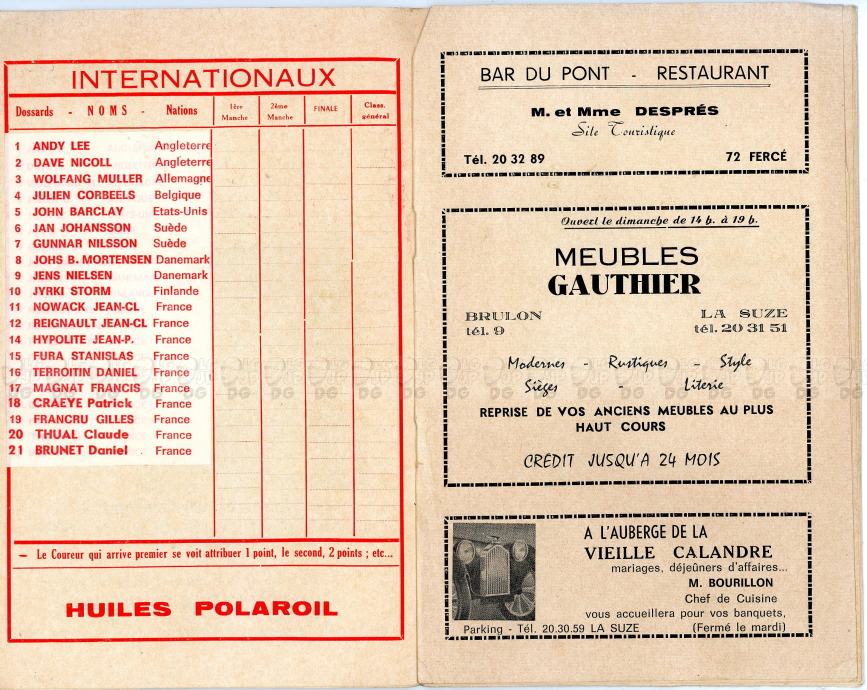 INTERNATIONAUX
Dossards - NOMS - Nations 1ère Manche 2ème Manche FINALE Class. général
1 ANDY LEE Angleterre
2 DAVE NICOLL Angleterre
3 WOLFANG MULLER Allemagne
4 JULIEN CORBEELS Belgique
5 JOHN BARCLAY Etats-Unis
6 JAN JOHANSSON Suède
7 GUNNAR NILSSON Suède
8 JOHS B. MORTENSEN Danemark
9 JENS NIELSEN Danemark
10 JYRKI STORM Finlande
11 NOWACK JEAN-CL France
12 REIGNAULT JEAN-CL France
14 HYPOLITE JEAN-P. France
15 FURA STANISLAS France
16 TERROITIN DANIEL France
17 MAGNAT FRANCIS France
18 CRAEYE Patrick France
19 FRANCRU GILLES France
20 THUAL Claude France
21 BRUNET Daniel France
— Le Coureur qui arrive premier se voit attribuer 1 point, le second, 2 points ; etc...
HUILES POLAROIL
BAR DU PONT - RESTAURANT
M. et Mme DESPRÉS
Site Touristique
Tél. 20 32 89 72 FERCÉ
Ouvert le dimanche de 14 h. à 19 h.
MEUBLES
GAUTHIER
BRULON LA SUZE
tél. 9 tél. 20 31 51
Modernes - Rustiques - Style
Sièges - Literie
REPRISE DE VOS ANCIENS MEUBLES AU PLUS
HAUT COURS
CRÉDIT JUSQU'A 24 MOIS
A L'AUBERGE DE LA
VIEILLE CALANDRE
mariages, déjeûners d'affaires...
M. BOURILLON
Chef de Cuisine
vous accueillera pour vos banquets,
Parking - Tél. 20.30.59 LA SUZE (Fermé le mardi)